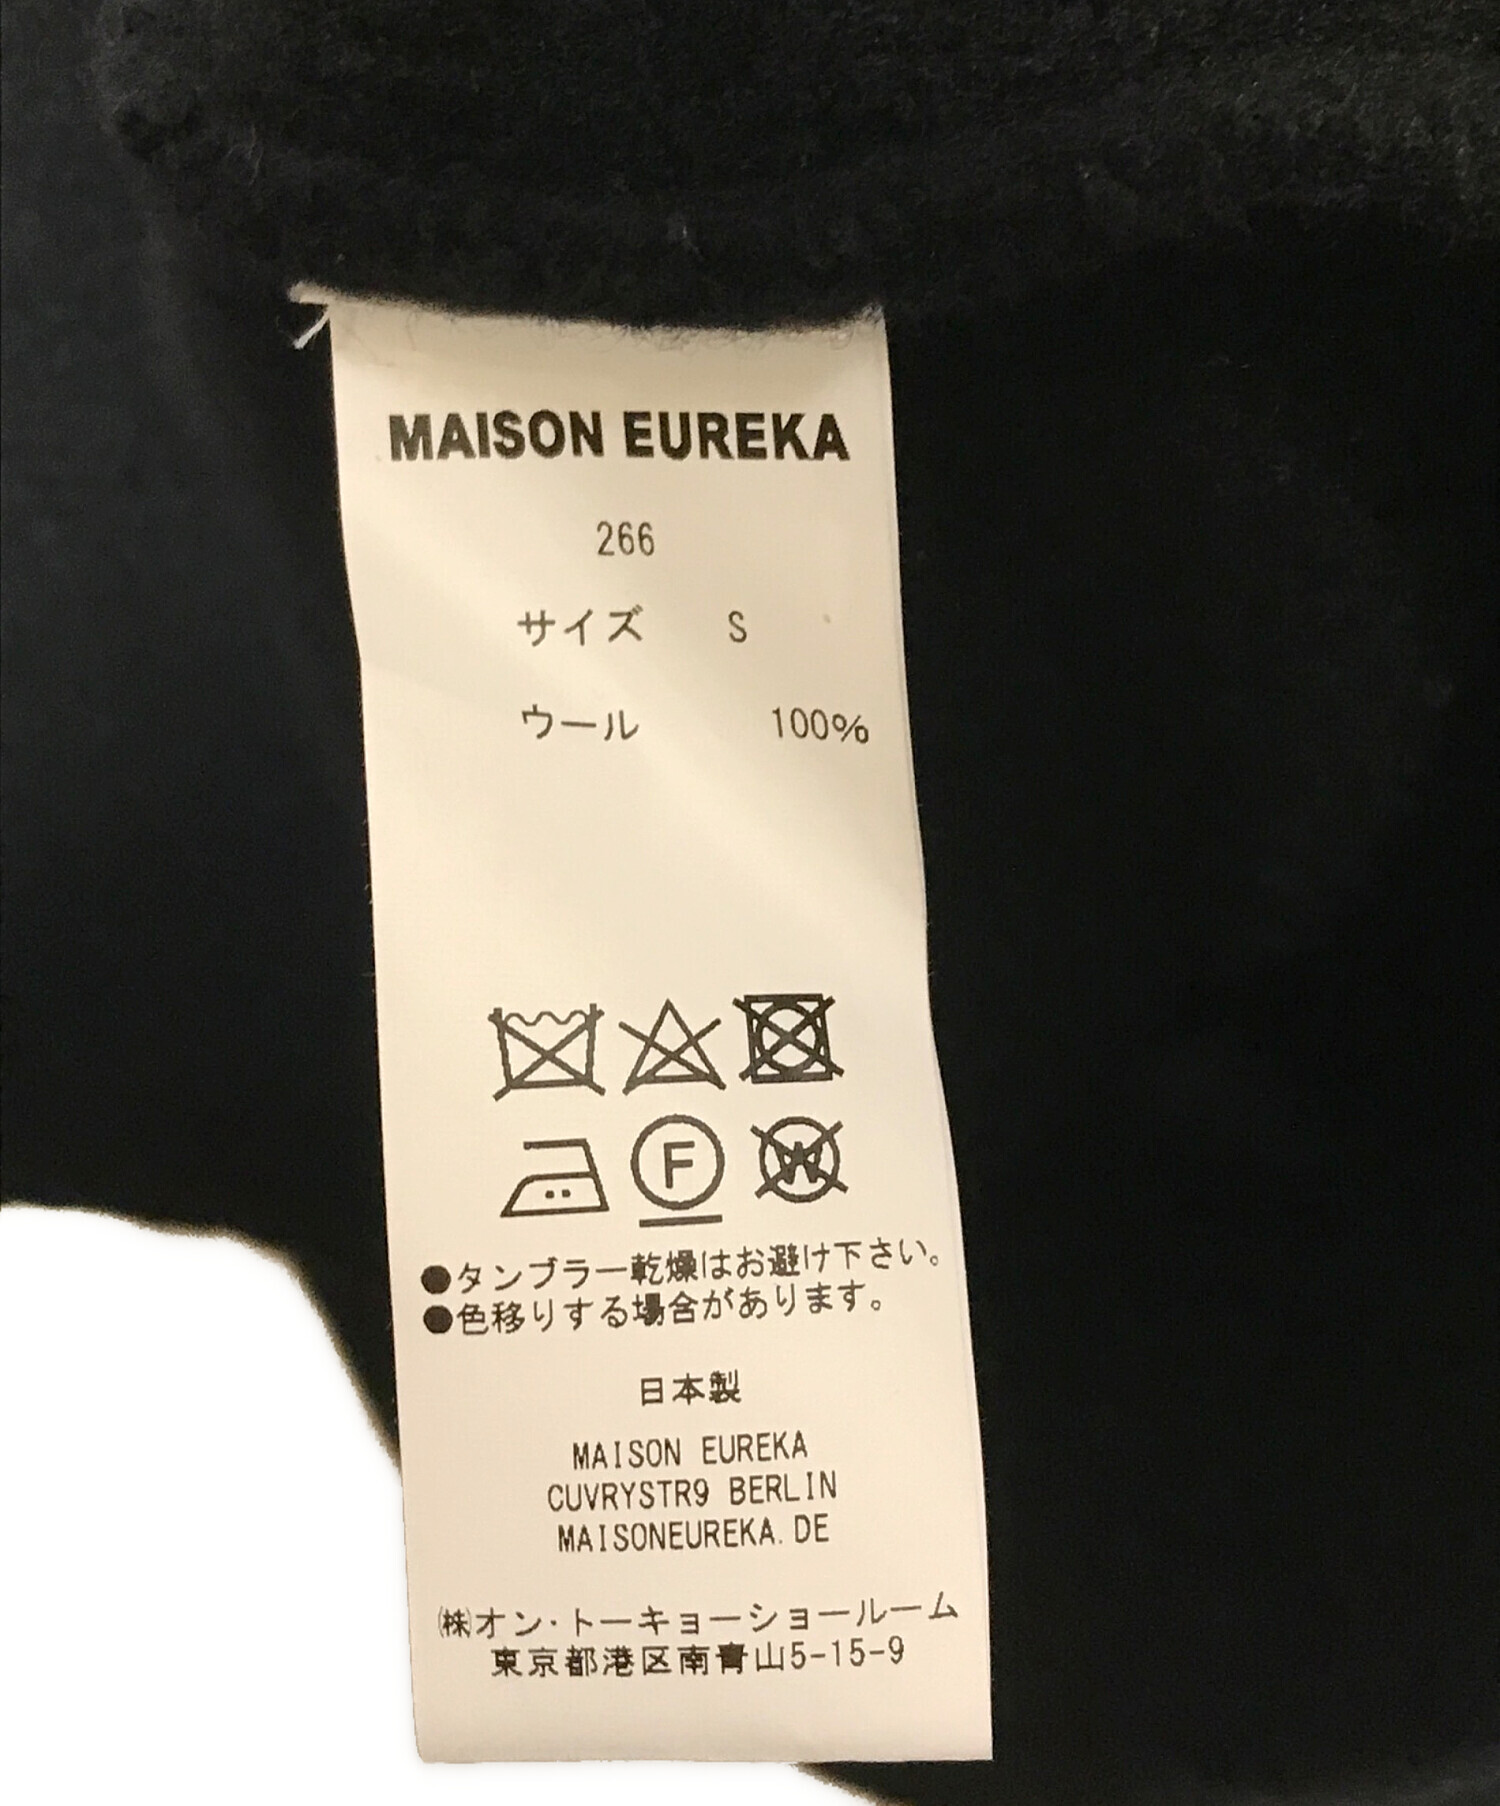 MAISON EUREKA
266
サイズ S
ウール 100%
F W
●タンブラー乾燥はお避け下さい。
●色移りする場合があります。
日本製
MAISON EUREKA
CUVRYSTR9 BERLIN
MAISONEUREKA.DE
㈱オン・トーキョーショールーム
東京都港区南青山5-15-9